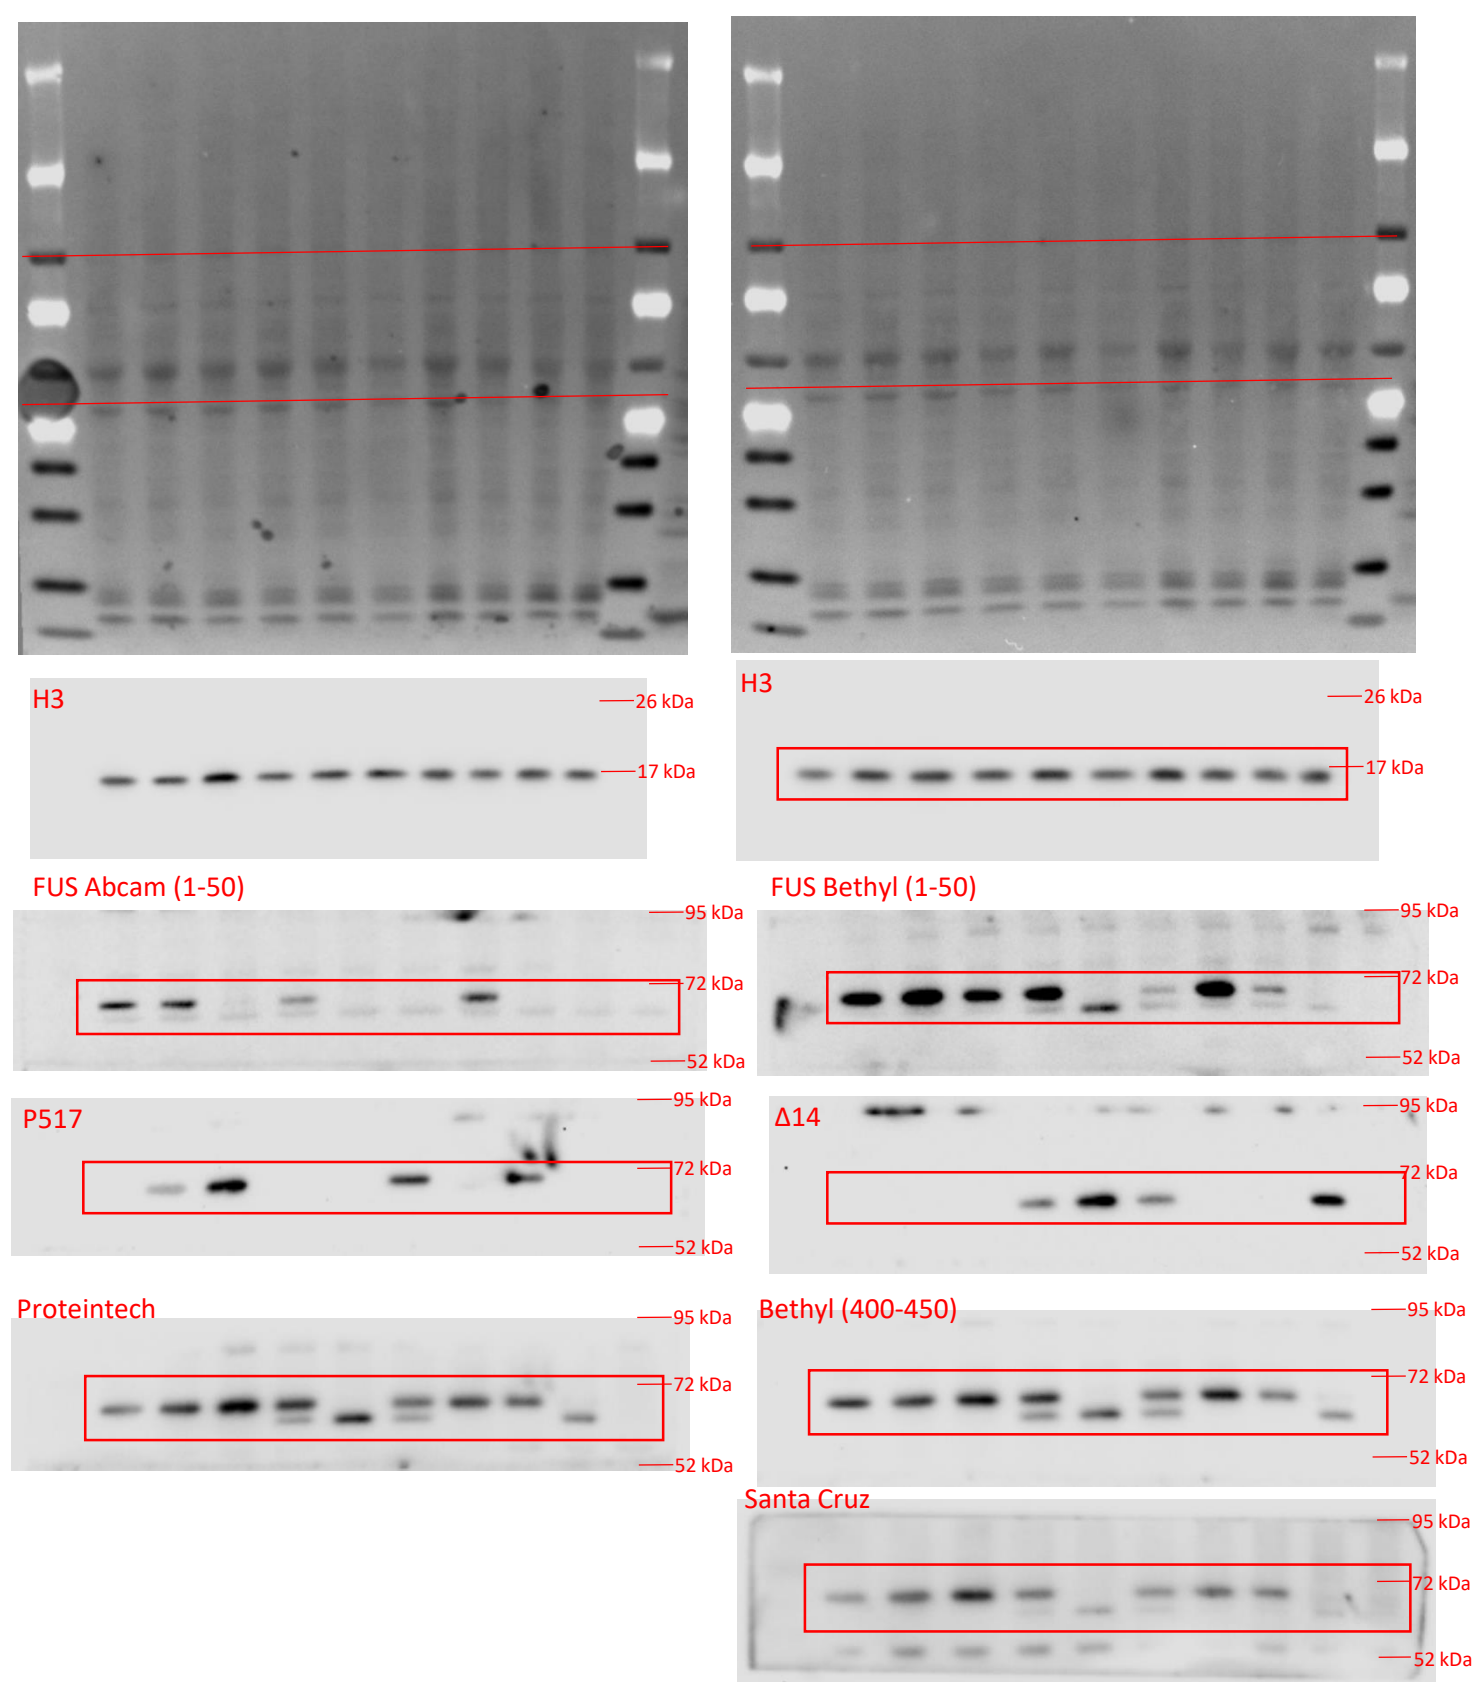 H3
26 kDa
17 kDa
H3
26 kDa
17 kDa
FUS Abcam (1-50)
95 kDa
72 kDa
52 kDa
FUS Bethyl (1-50)
95 kDa
72 kDa
52 kDa
P517
95 kDa
72 kDa
52 kDa
Δ14
95 kDa
72 kDa
52 kDa
Proteintech
95 kDa
72 kDa
52 kDa
Bethyl (400-450)
95 kDa
72 kDa
52 kDa
Santa Cruz
95 kDa
72 kDa
52 kDa